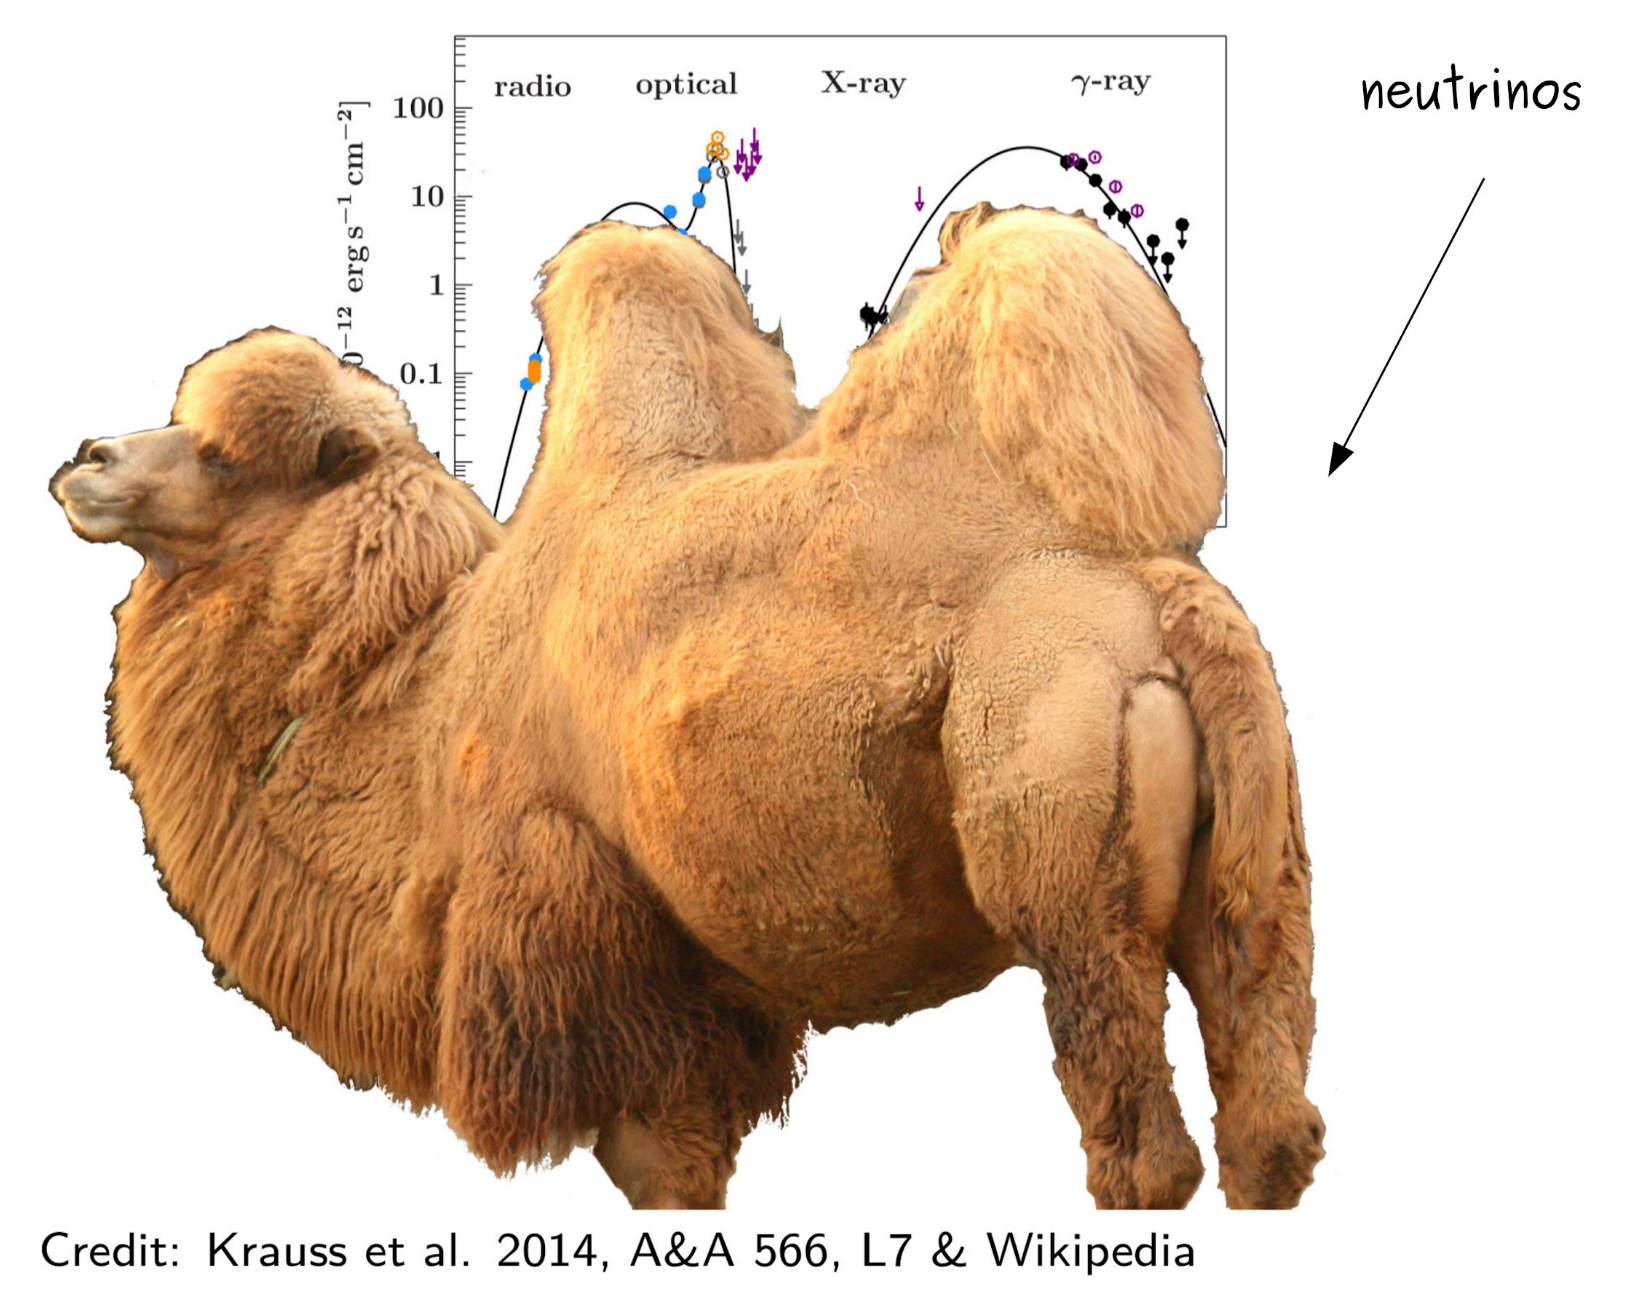 radio optical X-ray γ-ray
neutrinos
100
10
1
0.1
erg s⁻¹ cm⁻²]
Credit: Krauss et al. 2014, A&A 566, L7 & Wikipedia